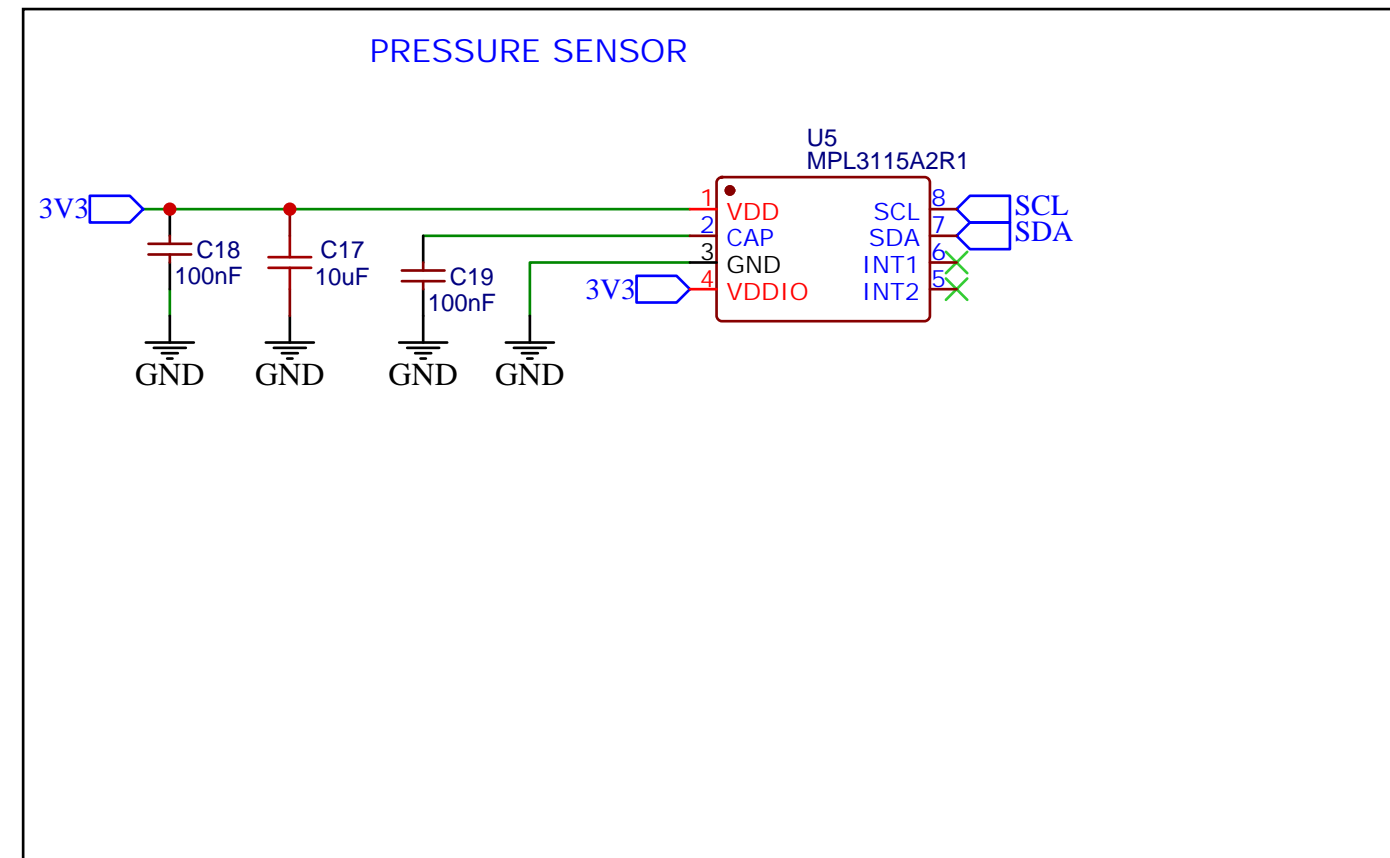 PRESSURE SENSOR
U5
MPL3115A2R1
3V3
1 VDD
SCL 8 SCL
2 CAP
SDA 7 SDA
3 GND
INT1 6
3V3 4 VDDIO
INT2 5
C18
100nF
C17
10uF
C19
100nF
GND GND GND GND